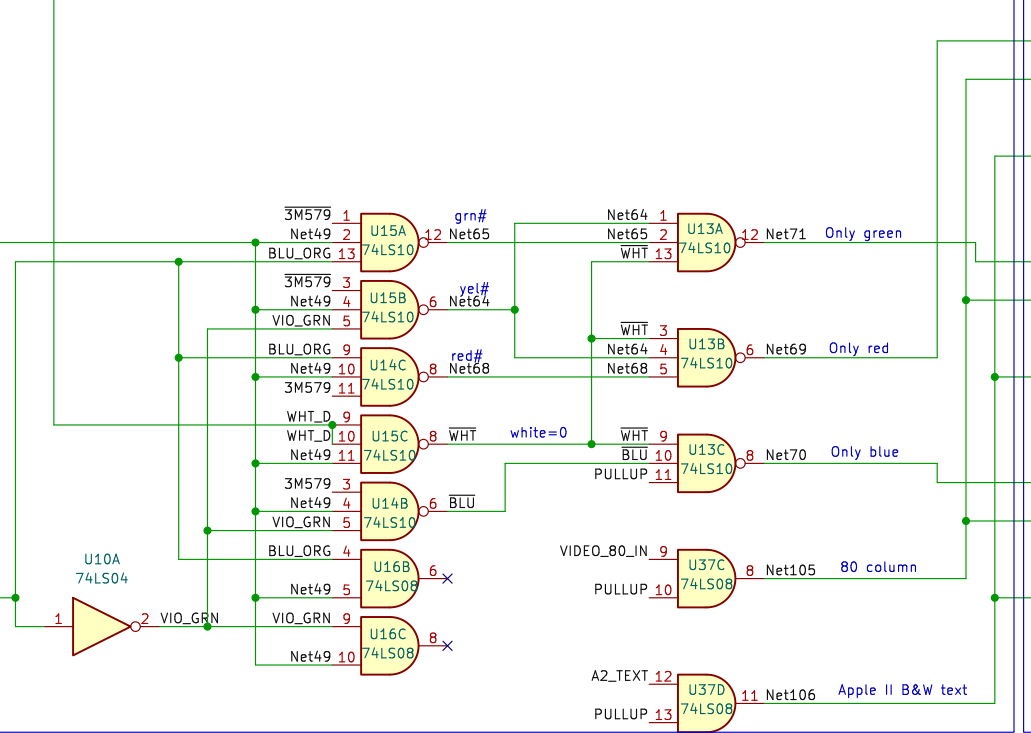 3M579 1
Net49 2 U15A 12 Net65 grn#
BLU_ORG 13 74LS10
3M579 3
Net49 4 U15B 6 Net64 yel#
VIO_GRN 5 74LS10
BLU_ORG 9
Net49 10 U14C 8 Net68 red#
3M579 11 74LS10
WHT_D 9
WHT_D 10 U15C 8 WHT white=0
Net49 11 74LS10
3M579 3
Net49 4 U14B 6 BLU
VIO_GRN 5 74LS10
BLU_ORG 4
U16B 6
Net49 5 74LS08
U10A
74LS04
1 2 VIO_GRN
VIO_GRN 9
U16C 8
Net49 10 74LS08
Net64 1
Net65 2 U13A 12 Net71 Only green
WHT 13 74LS10
WHT 3
Net64 4 U13B 6 Net69 Only red
Net68 5 74LS10
WHT 9
BLU 10 U13C 8 Net70 Only blue
PULLUP 11 74LS10
VIDEO_80_IN 9
U37C 8 Net105 80 column
PULLUP 10 74LS08
A2_TEXT 12
U37D 11 Net106 Apple II B&W text
PULLUP 13 74LS08